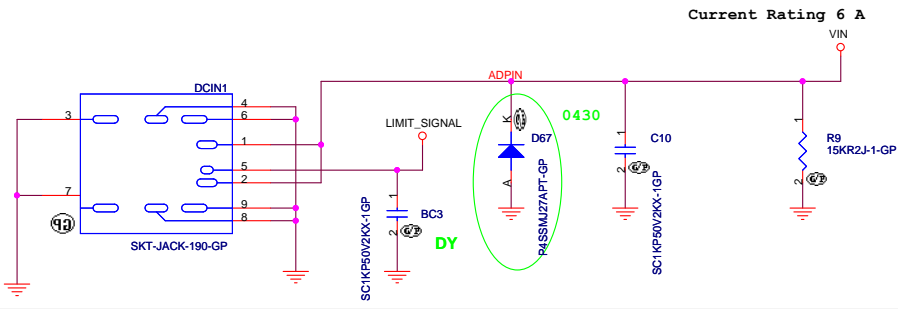 Current Rating 6 A
VIN
ADPIN
DCIN1
3
7
4
6
1
5
2
9
8
SKT-JACK-190-GP
LIMIT_SIGNAL
1
2
BC3
SC1KP50V2KX-1GP
DY
K
A
D67
P4SSMJ27APT-GP
0430
1
2
C10
SC1KP50V2KX-1GP
1
2
R9
15KR2J-1-GP
GP
G/P
G/P
G/P